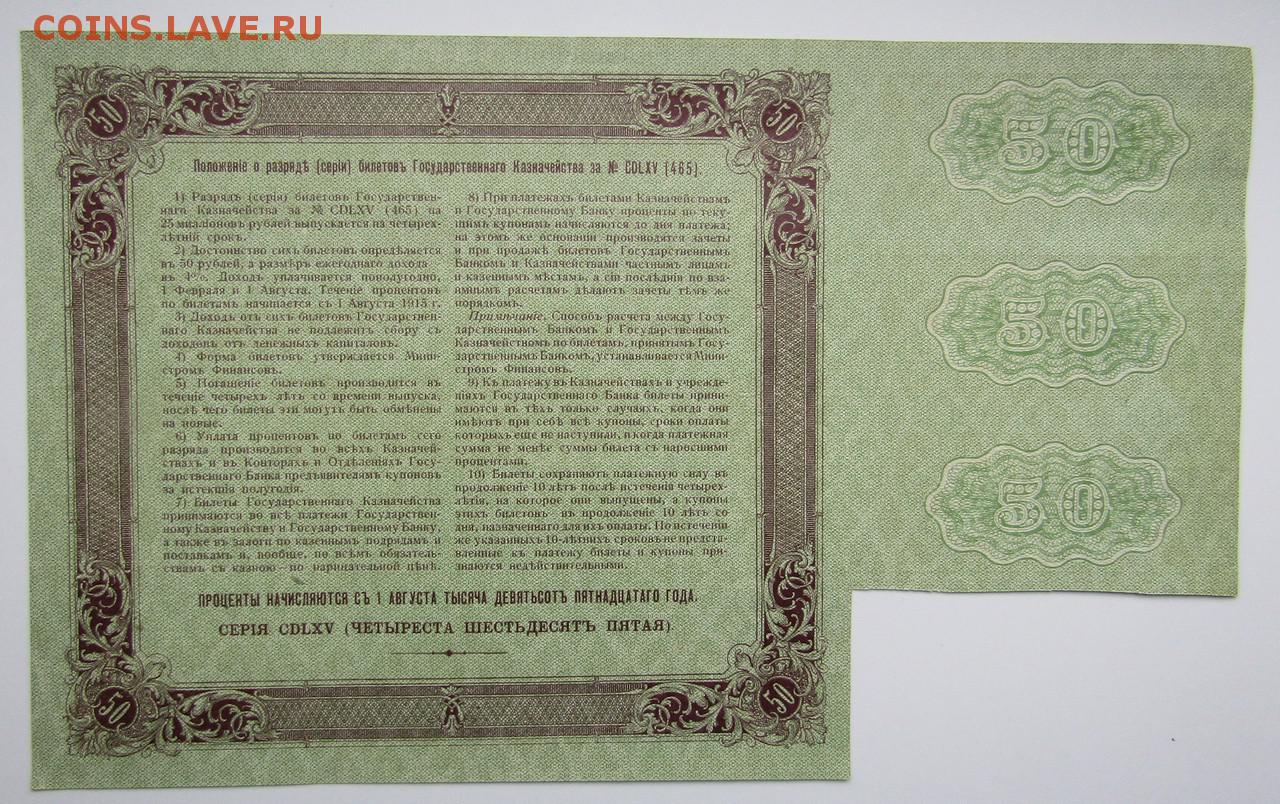 COINS.LAVE.RU
50
50
Положеніе о разрядѣ (серіи) билетовъ Государственнаго Казначейства за № CDLXV (465).
1) Разрядъ (серія) билетовъ Государствен-
наго Казначейства за № CDLXV (465) на
25 милліоновъ рублей выпускается на четырех-
лѣтній срокъ.
2) Достоинство сихъ билетовъ опредѣляется
въ 50 рублей, а размѣръ ежегоднаго дохода
въ 4%. Доходъ уплачивается пополугодно,
1 Февраля и 1 Августа. Теченіе процентовъ
по билетамъ начинается съ 1 Августа 1915 г.
3) Доходъ отъ сихъ билетовъ Государствен-
наго Казначейства не подлежитъ сбору съ
доходовъ отъ денежныхъ капиталовъ.
4) Форма билетовъ утверждается Мини-
стромъ Финансовъ.
5) Погашеніе билетовъ производится въ
теченіе четырехъ лѣтъ со времени выпуска,
послѣ чего билеты эти могутъ быть обмѣнены
на новые.
6) Уплата процентовъ по билетамъ сего
разряда производится во всѣхъ Казначей-
ствахъ и въ Конторахъ и Отдѣленіяхъ Госу-
дарственнаго Банка предъявителямъ купоновъ
за истекшія полугодія.
7) Билеты Государственнаго Казначейства
принимаются во всѣ платежи Государствен-
ному Казначейству и Государственному Банку,
а также въ залоги по казеннымъ подрядамъ и
поставкамъ и, вообще, по всѣмъ обязатель-
ствамъ съ казною—по нарицательной цѣнѣ.
8) При платежахъ билетами Казначействамъ
и Государственному Банку проценты по теку-
щимъ купонамъ начисляются до дня платежа;
на этомъ же основаніи производятся зачеты
и при продажѣ билетовъ Государственнымъ
Банкомъ и Казначействами частнымъ лицамъ
и казеннымъ мѣстамъ, а сіи послѣднія по вза-
имнымъ расчетамъ дѣлаютъ зачеты тѣмъ же
порядкомъ.
Примѣчаніе. Способъ расчета между Госу-
дарственнымъ Банкомъ и Государственнымъ
Казначействомъ по билетамъ, принятымъ Госу-
дарственнымъ Банкомъ, устанавливается Мини-
стромъ Финансовъ.
9) Къ платежу въ Казначействахъ и учрежде-
ніяхъ Государственнаго Банка билеты прини-
маются въ тѣхъ только случаяхъ, когда они
имѣютъ при себѣ всѣ купоны, сроки оплаты
которыхъ еще не наступили, и когда платежная
сумма не менѣе суммы билета съ наросшими
процентами.
10) Билеты сохраняютъ платежную силу въ
продолженіе 10 лѣтъ послѣ истеченія четырех-
лѣтія, на которое они выпущены, а купоны
этихъ билетовъ—въ продолженіе 10 лѣтъ со
дня, назначеннаго для ихъ оплаты. По истеченіи
же указанныхъ 10-лѣтнихъ сроковъ не предста-
вленные къ платежу билеты и купоны при-
знаются недѣйствительными.
ПРОЦЕНТЫ НАЧИСЛЯЮТСЯ СЪ 1 АВГУСТА ТЫСЯЧА ДЕВЯТЬСОТЪ ПЯТНАДЦАТАГО ГОДА.
СЕРІЯ CDLXV (ЧЕТЫРЕСТА ШЕСТЬДЕСЯТЪ ПЯТАЯ).
50
50
50
50
50